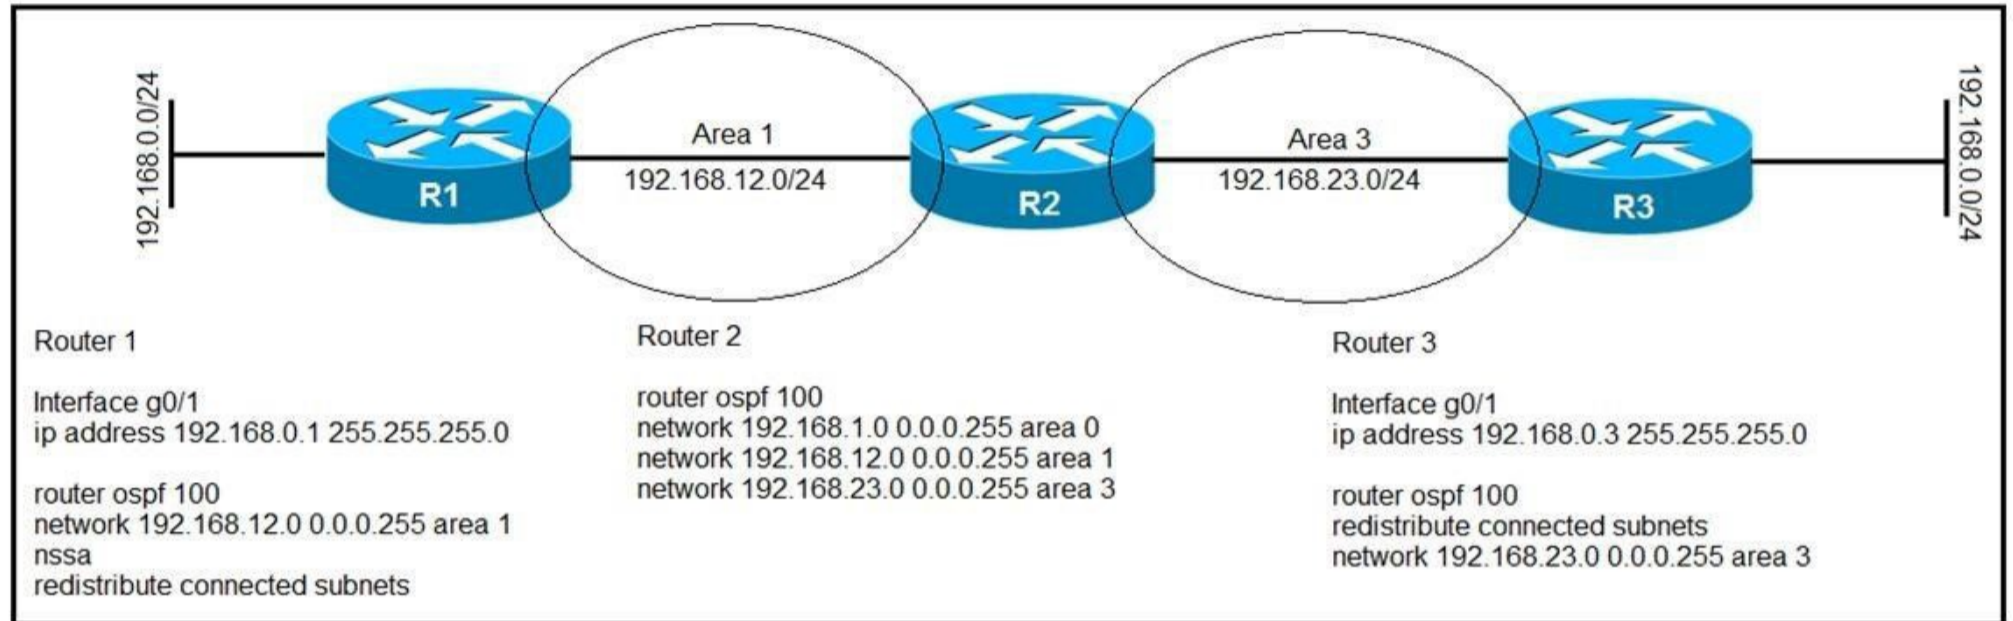 192.168.0.0/24
R1
Area 1
192.168.12.0/24
R2
Area 3
192.168.23.0/24
R3
192.168.0.0/24
Router 1
Interface g0/1
ip address 192.168.0.1 255.255.255.0
router ospf 100
network 192.168.12.0 0.0.0.255 area 1
nssa
redistribute connected subnets
Router 2
router ospf 100
network 192.168.1.0 0.0.0.255 area 0
network 192.168.12.0 0.0.0.255 area 1
network 192.168.23.0 0.0.0.255 area 3
Router 3
Interface g0/1
ip address 192.168.0.3 255.255.255.0
router ospf 100
redistribute connected subnets
network 192.168.23.0 0.0.0.255 area 3